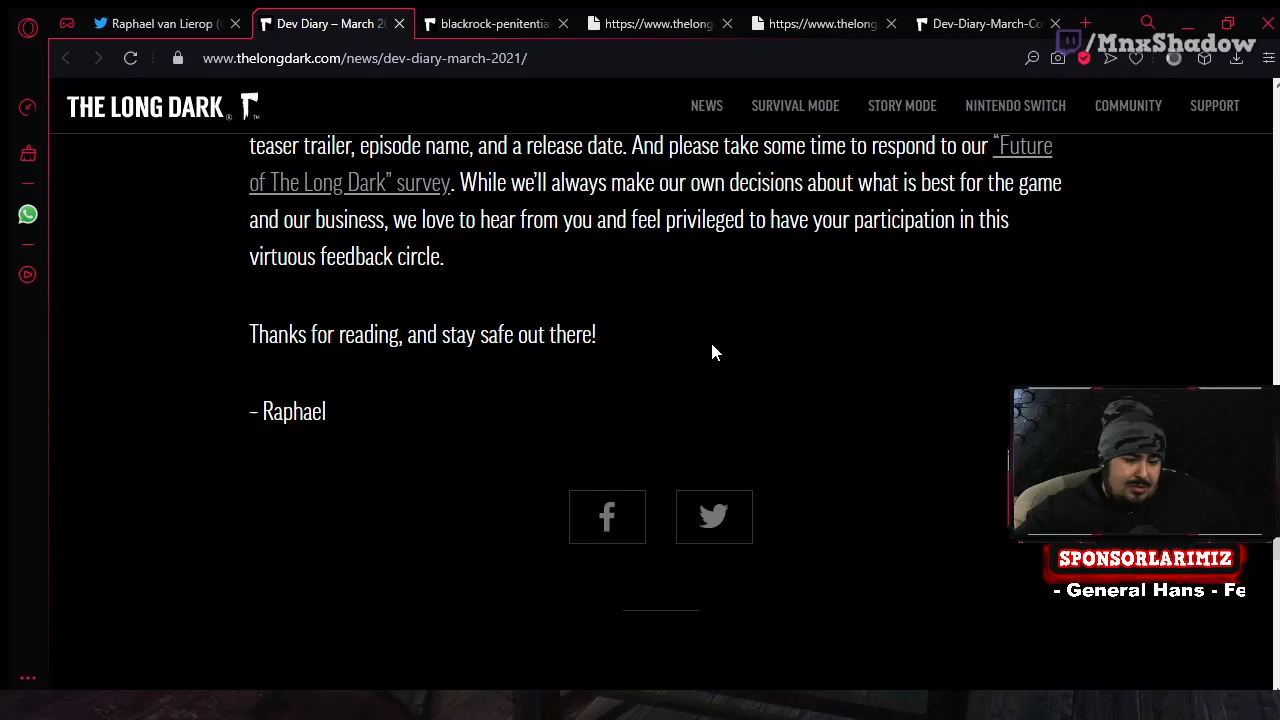 Raphael van Lierop (
Dev Diary – March 20
blackrock-penitentia
https://www.thelong
https://www.thelong
Dev-Diary-March-Co
/MnxShadow
www.thelongdark.com/news/dev-diary-march-2021/
THE LONG DARK
NEWS
SURVIVAL MODE
STORY MODE
NINTENDO SWITCH
COMMUNITY
SUPPORT
teaser trailer, episode name, and a release date. And please take some time to respond to our “Future
of The Long Dark” survey. While we’ll always make our own decisions about what is best for the game
and our business, we love to hear from you and feel privileged to have your participation in this
virtuous feedback circle.
Thanks for reading, and stay safe out there!
– Raphael
SPONSORLARIMIZ
- General Hans - Fe